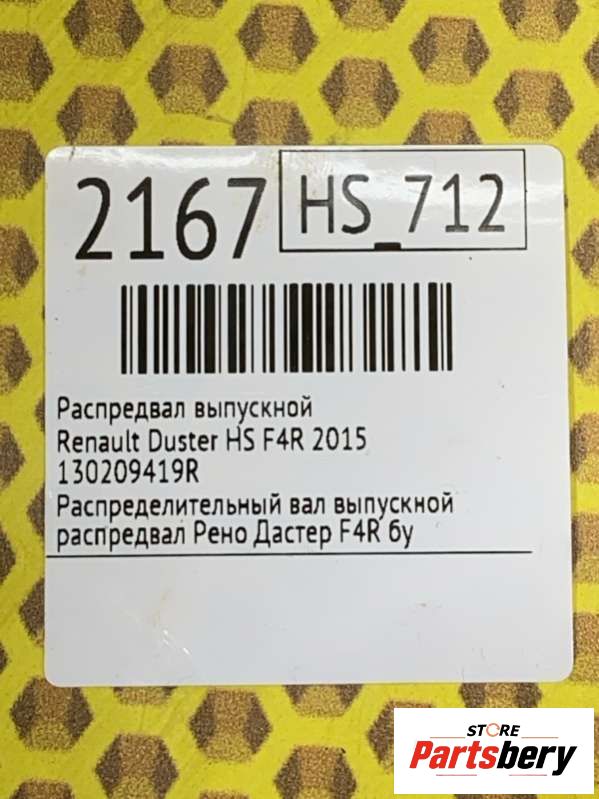 2167 HS_712
Распредвал выпускной
Renault Duster HS F4R 2015
130209419R
Распределительный вал выпускной
распредвал Рено Дастер F4R бу
STORE
Partsbery